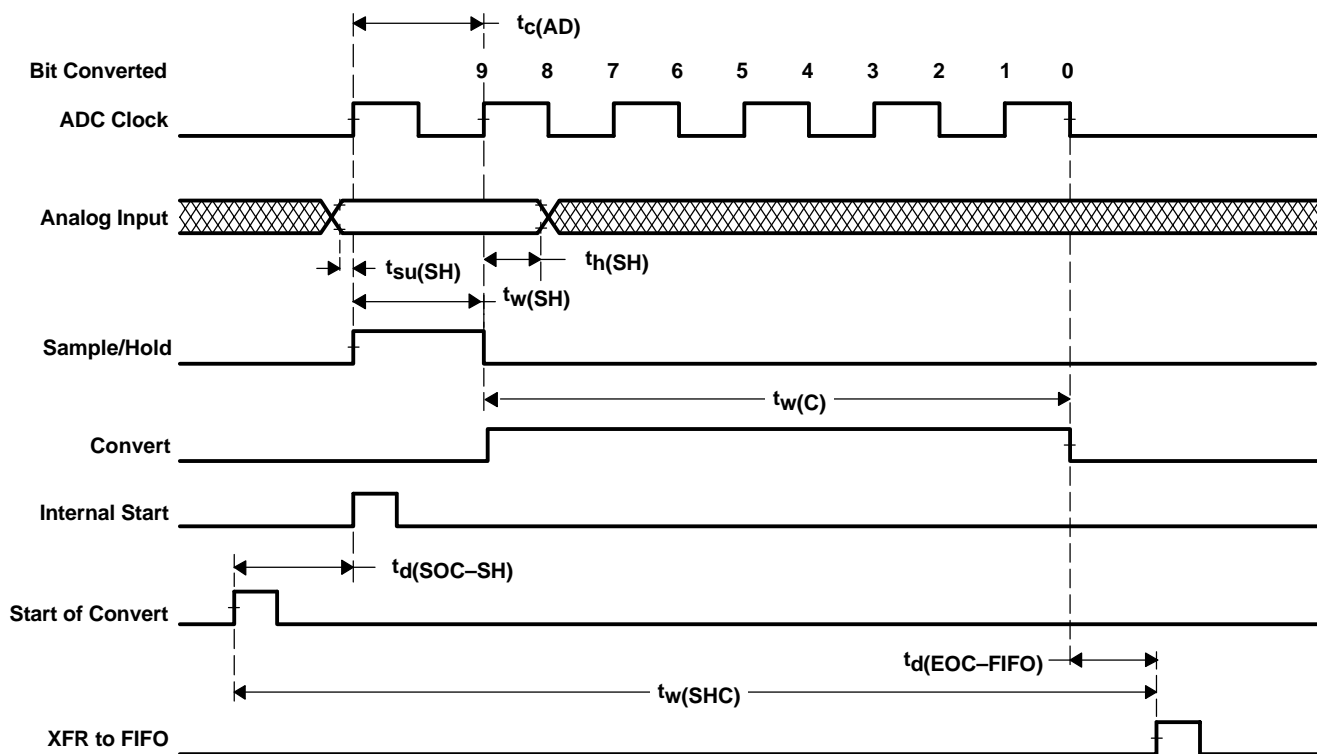 tc(AD)
Bit Converted 9 8 7 6 5 4 3 2 1 0
ADC Clock
Analog Input
tsu(SH) th(SH)
tw(SH)
Sample/Hold
tw(C)
Convert
Internal Start
td(SOC–SH)
Start of Convert
td(EOC–FIFO)
tw(SHC)
XFR to FIFO